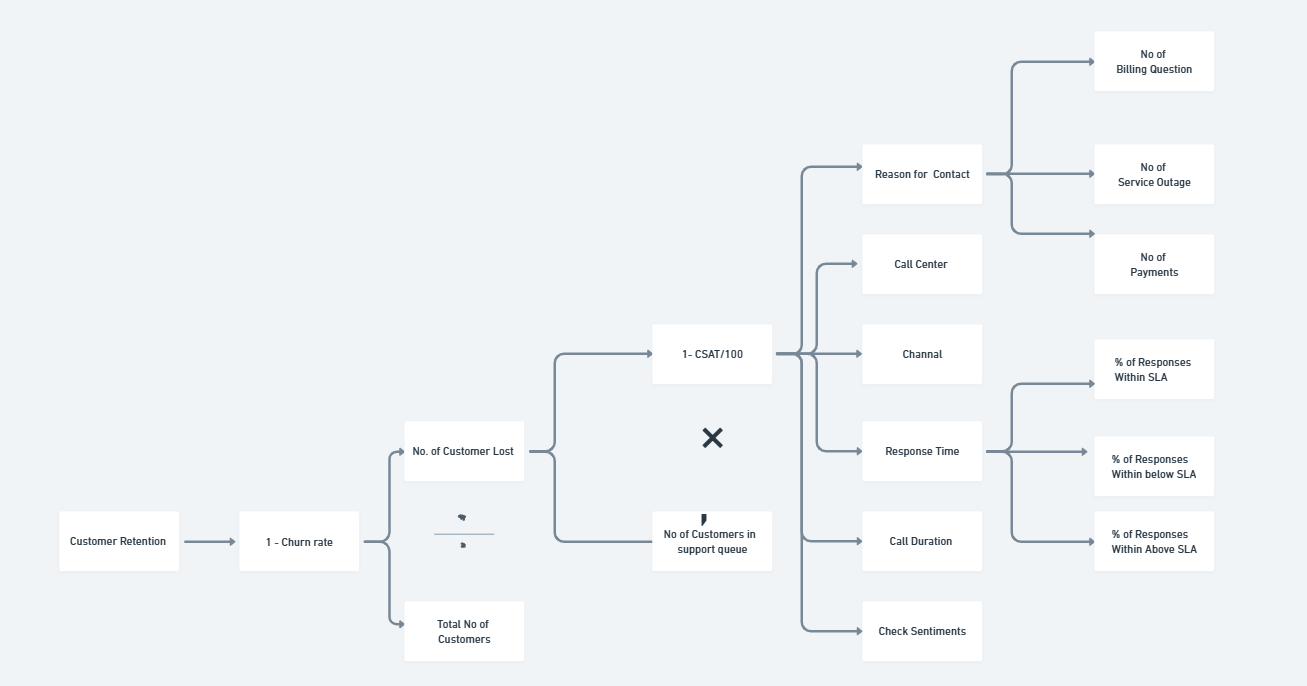 No of
Billing Question
Reason for  Contact
No of
Service Outage
Call Center
No of
Payments
1- CSAT/100
Channal
% of Responses
Within SLA
No. of Customer Lost
Response Time
% of Responses
Within below SLA
Customer Retention
1 - Churn rate
No of Customers in
support queue
Call Duration
% of Responses
Within Above SLA
Total No of
Customers
Check Sentiments